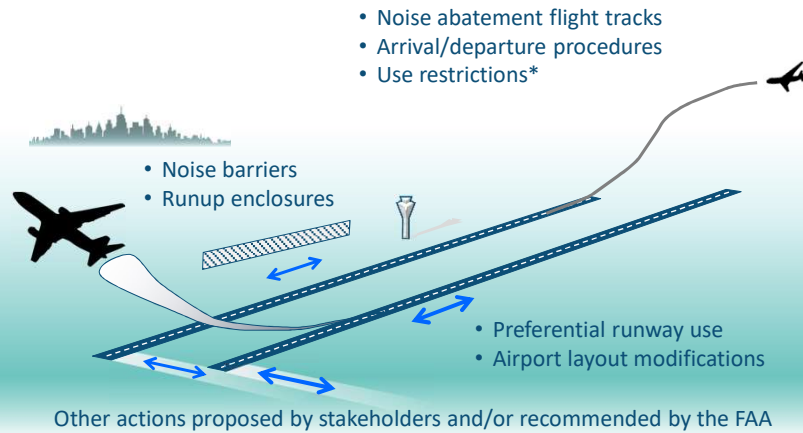 • Noise abatement flight tracks
• Arrival/departure procedures
• Use restrictions*
• Noise barriers
• Runup enclosures
• Preferential runway use
• Airport layout modifications
Other actions proposed by stakeholders and/or recommended by the FAA